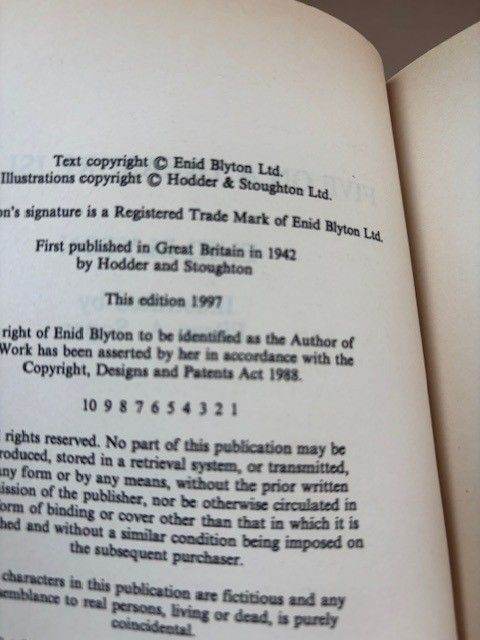 Text copyright © Enid Blyton Ltd.
Illustrations copyright © Hodder & Stoughton Ltd.
on's signature is a Registered Trade Mark of Enid Blyton Ltd.
First published in Great Britain in 1942
by Hodder and Stoughton
This edition 1997
right of Enid Blyton to be identified as the Author of
Work has been asserted by her in accordance with the
Copyright, Designs and Patents Act 1988.
10 9 8 7 6 5 4 3 2 1
rights reserved. No part of this publication may be
roduced, stored in a retrieval system, or transmitted,
any form or by any means, without the prior written
ission of the publisher, nor be otherwise circulated in
form of binding or cover other than that in which it is
hed and without a similar condition being imposed on
the subsequent purchaser.
characters in this publication are fictitious and any
semblance to real persons, living or dead, is purely
coincidental.